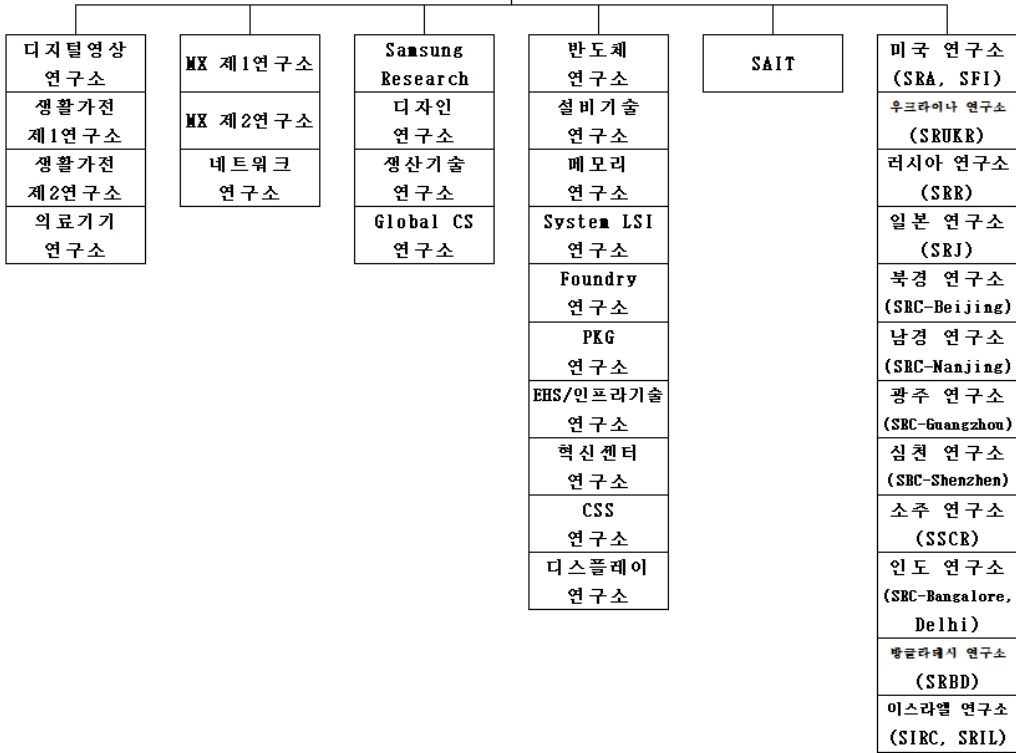 디지털영상
연구소
생활가전
제1연구소
생활가전
제2연구소
의료기기
연구소
MX 제1연구소
MX 제2연구소
네트워크
연구소
Samsung
Research
디자인
연구소
생산기술
연구소
Global CS
연구소
반도체
연구소
설비기술
연구소
메모리
연구소
System LSI
연구소
Foundry
연구소
PKG
연구소
EHS/인프라기술
연구소
혁신센터
연구소
CSS
연구소
디스플레이
연구소
SAIT
미국 연구소
(SRA, SFI)
우크라이나 연구소
(SRUKR)
러시아 연구소
(SRR)
일본 연구소
(SRJ)
북경 연구소
(SRC-Beijing)
남경 연구소
(SRC-Nanjing)
광주 연구소
(SRC-Guangzhou)
심천 연구소
(SRC-Shenzhen)
소주 연구소
(SSCR)
인도 연구소
(SRC-Bangalore,
Delhi)
방글라데시 연구소
(SRBD)
이스라엘 연구소
(SIRC, SRIL)